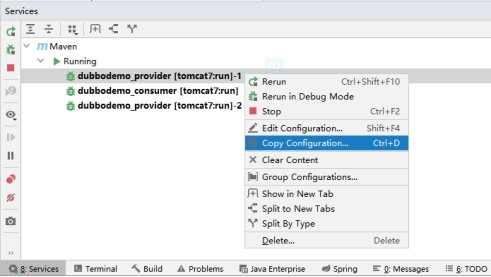 Services
Maven
Running
dubbodemo_provider [tomcat7:run]-1
dubbodemo_consumer [tomcat7:run]
dubbodemo_provider [tomcat7:run]-2
Rerun Ctrl+Shift+F10
Rerun in Debug Mode
Stop Ctrl+F2
Edit Configuration... Shift+F4
Copy Configuration... Ctrl+D
Clear Content
Group Configurations...
Show in New Tab
Split to New Tabs
Split By Type
Delete... Delete
8: Services Terminal Build Problems Java Enterprise Spring 0: Messages 6: TODO